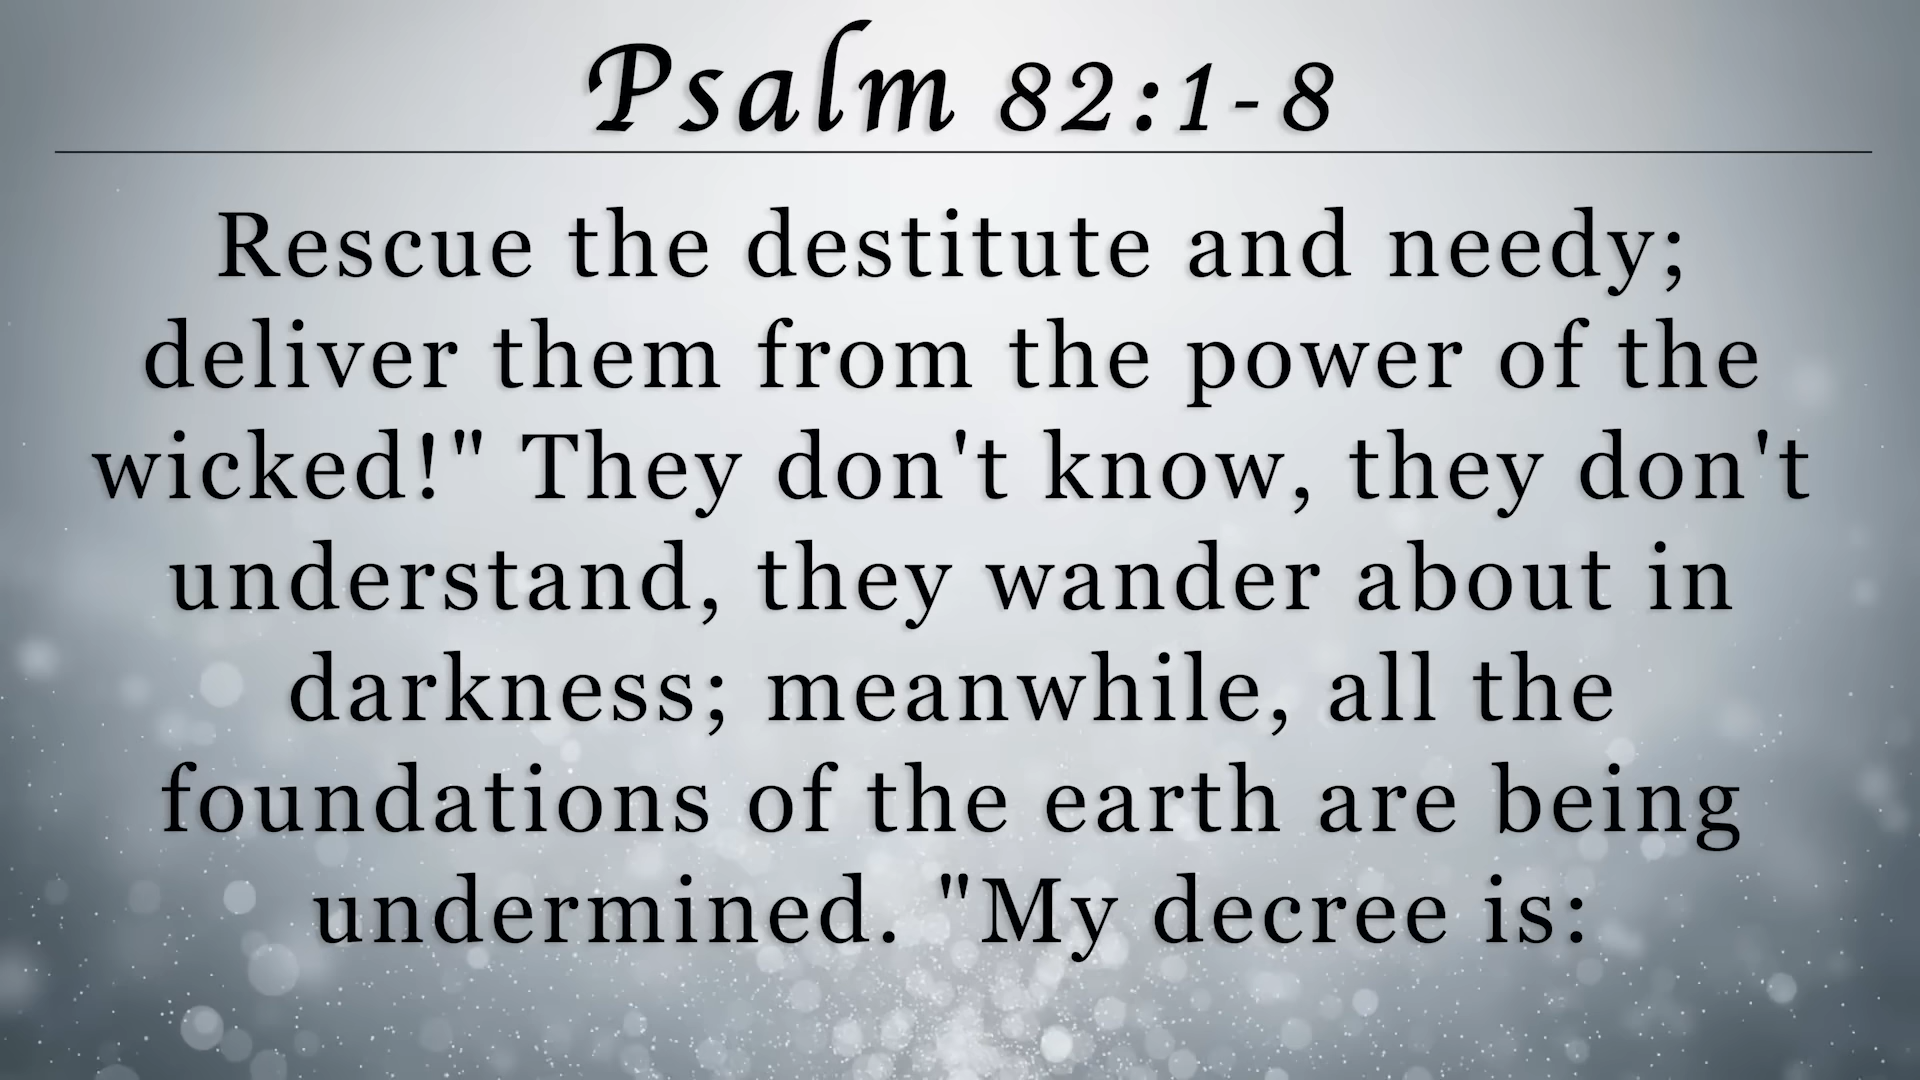 Psalm 82:1-8
Rescue the destitute and needy;
deliver them from the power of the
wicked!" They don't know, they don't
understand, they wander about in
darkness; meanwhile, all the
foundations of the earth are being
undermined. "My decree is: